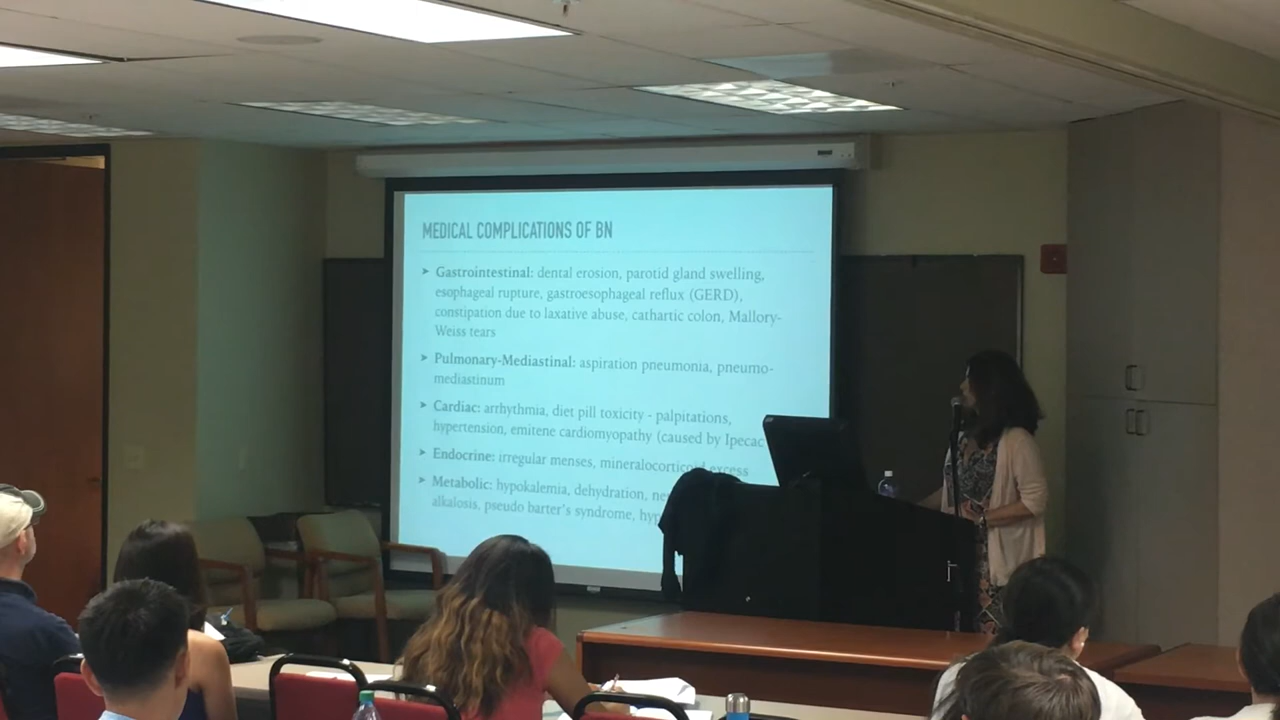 MEDICAL COMPLICATIONS OF BN
➤ Gastrointestinal: dental erosion, parotid gland swelling,
esophageal rupture, gastroesophageal reflux (GERD),
constipation due to laxative abuse, cathartic colon, Mallory-
Weiss tears
➤ Pulmonary-Mediastinal: aspiration pneumonia, pneumo-
mediastinum
➤ Cardiac: arrhythmia, diet pill toxicity - palpitations,
hypertension, emitene cardiomyopathy (caused by Ipecac
➤ Endocrine: irregular menses, mineralocorticoid excess
➤ Metabolic: hypokalemia, dehydration,
alkalosis, pseudo barter's syndrome,